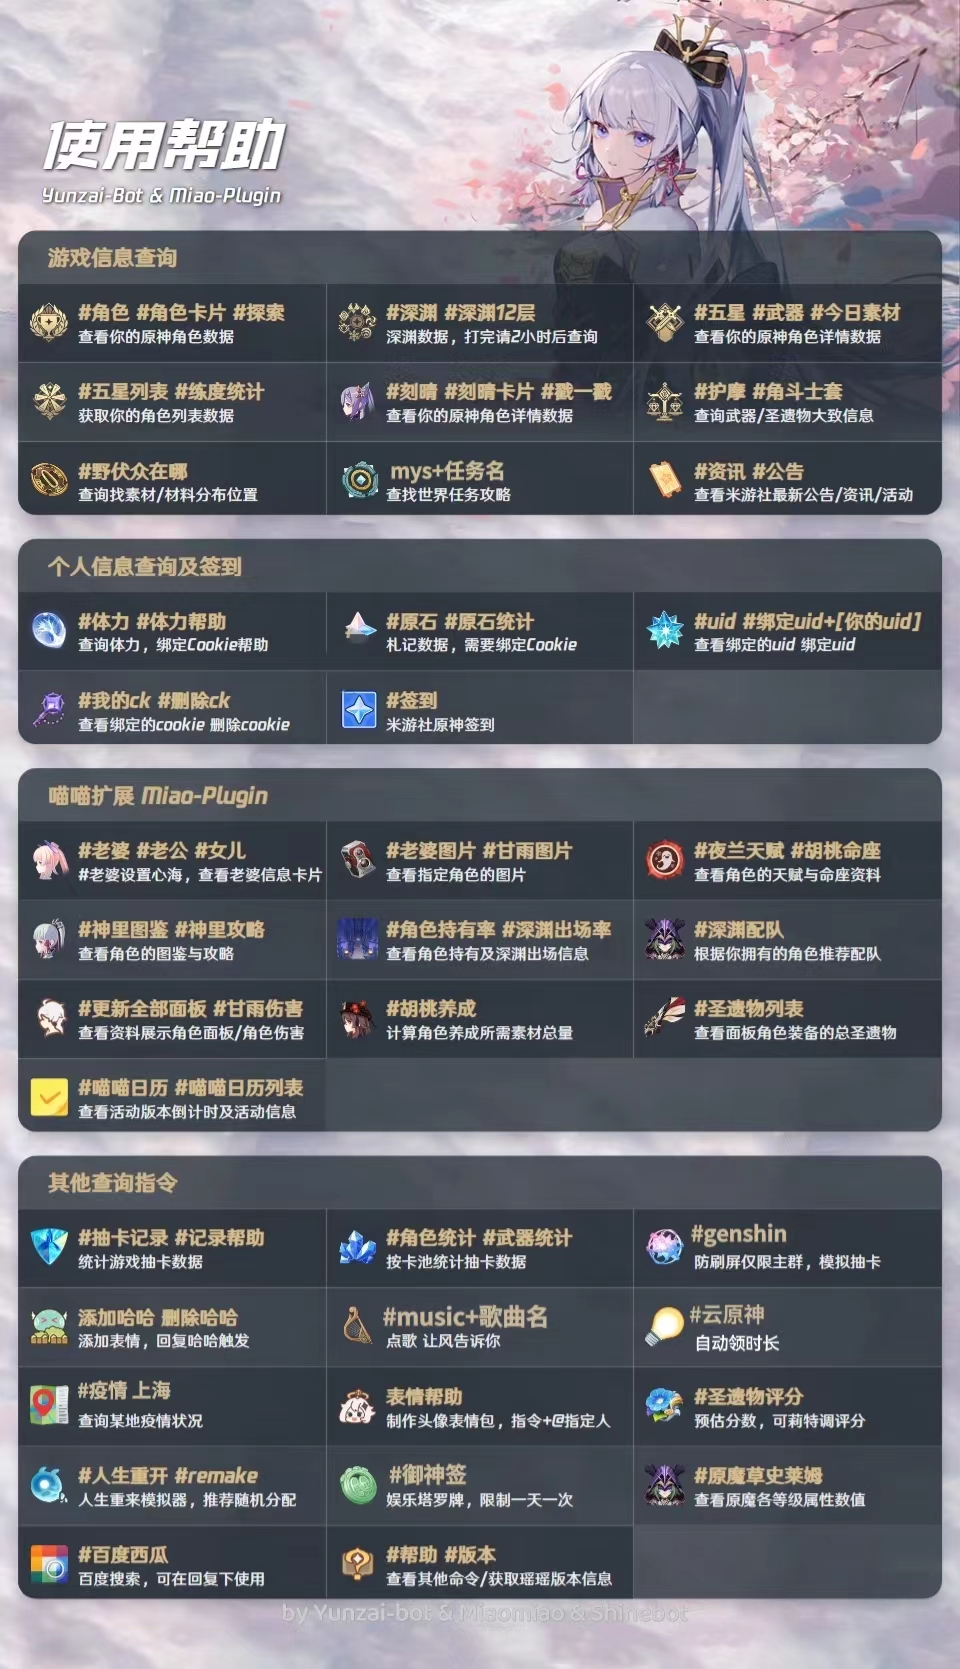 使用帮助
Yunzai-Bot & Miao-Plugin
游戏信息查询
#角色 #角色卡片 #探索
查看你的原神角色数据
#深渊 #深渊12层
深渊数据，打完请2小时后查询
#五星 #武器 #今日素材
查看你的原神角色详情数据
#五星列表 #练度统计
获取你的角色列表数据
#刻晴 #刻晴卡片 #戳一戳
查看你的原神角色详情数据
#护摩 #角斗士套
查询武器/圣遗物大致信息
#野伏众在哪
查询找素材/材料分布位置
mys+任务名
查找世界任务攻略
#资讯 #公告
查看米游社最新公告/资讯/活动
个人信息查询及签到
#体力 #体力帮助
查询体力，绑定Cookie帮助
#原石 #原石统计
札记数据，需要绑定Cookie
#uid #绑定uid+[你的uid]
查看绑定的uid 绑定uid
#我的ck #删除ck
查看绑定的cookie 删除cookie
#签到
米游社原神签到
喵喵扩展 Miao-Plugin
#老婆 #老公 #女儿
#老婆设置心海，查看老婆信息卡片
#老婆图片 #甘雨图片
查看指定角色的图片
#夜兰天赋 #胡桃命座
查看角色的天赋与命座资料
#神里图鉴 #神里攻略
查看角色的图鉴与攻略
#角色持有率 #深渊出场率
查看角色持有及深渊出场信息
#深渊配队
根据你拥有的角色推荐配队
#更新全部面板 #甘雨伤害
查看资料展示角色面板/角色伤害
#胡桃养成
计算角色养成所需素材总量
#圣遗物列表
查看面板角色装备的总圣遗物
#喵喵日历 #喵喵日历列表
查看活动版本倒计时及活动信息
其他查询指令
#抽卡记录 #记录帮助
统计游戏抽卡数据
#角色统计 #武器统计
按卡池统计抽卡数据
#genshin
防刷屏仅限主群，模拟抽卡
添加哈哈 删除哈哈
添加表情，回复哈哈触发
#music+歌曲名
点歌 让风告诉你
#云原神
自动领时长
#疫情 上海
查询某地疫情状况
表情帮助
制作头像表情包，指令+@指定人
#圣遗物评分
预估分数，可莉特调评分
#人生重开 #remake
人生重来模拟器，推荐随机分配
#御神签
娱乐塔罗牌，限制一天一次
#原魔草史莱姆
查看原魔各等级属性数值
#百度西瓜
百度搜索，可在回复下使用
#帮助 #版本
查看其他命令/获取瑶瑶版本信息
by Yunzai-bot & Miaomiao & Shinebot